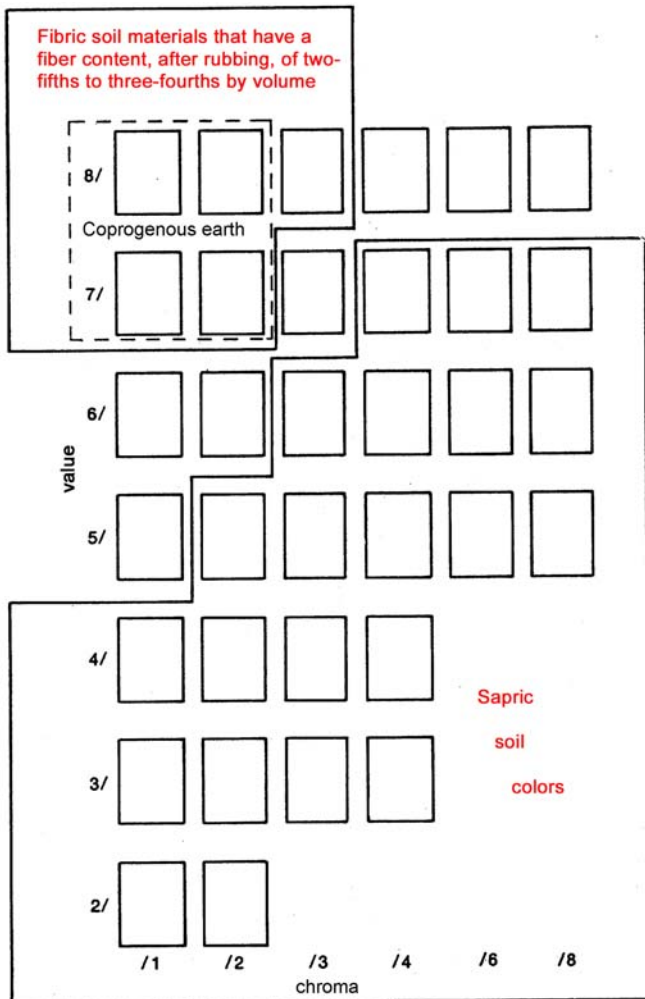 Fibric soil materials that have a
fiber content, after rubbing, of two-
fifths to three-fourths by volume
8/
Coprogenous earth
7/
6/
value
5/
4/
Sapric
soil
3/
colors
2/
/1 /2 /3 /4 /6 /8
chroma